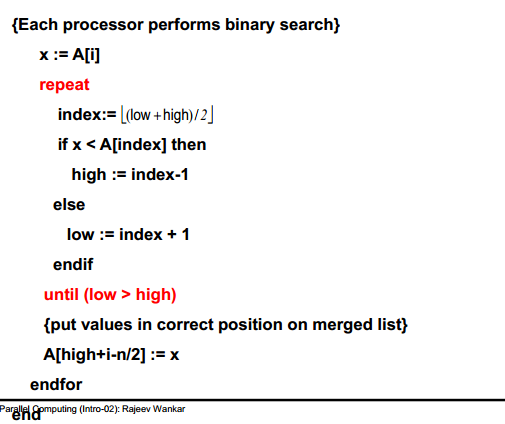 {Each processor performs binary search}
x := A[i]
repeat
index:= ⌊(low +high)/2⌋
if x < A[index] then
high := index-1
else
low := index + 1
endif
until (low > high)
{put values in correct position on merged list}
A[high+i-n/2] := x
endfor
Parallel Computing (Intro-02): Rajeev Wankar
end